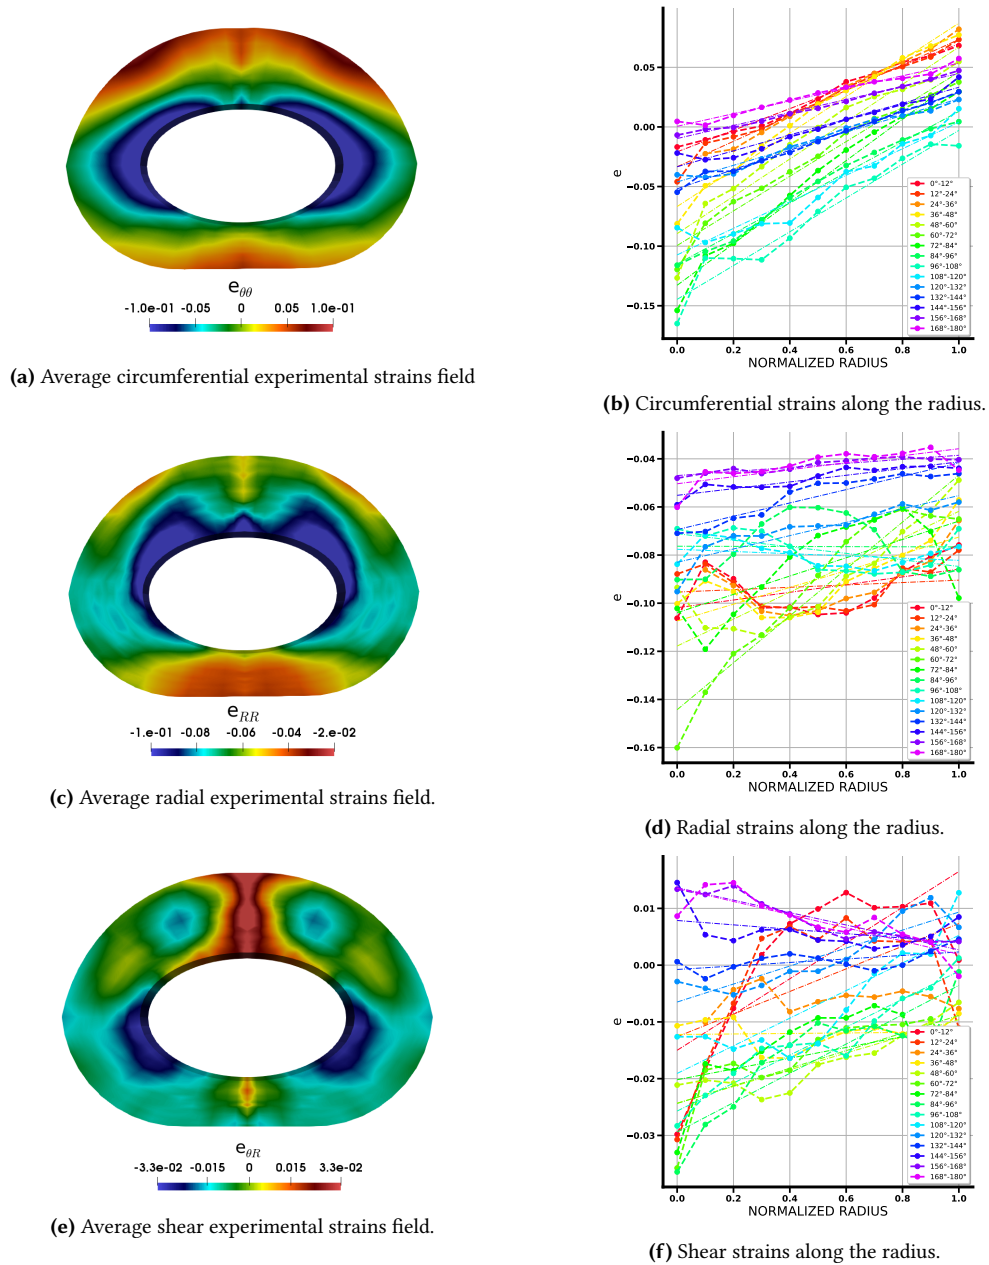 e_θθ
-1.0e-01 -0.05 0 0.05 1.0e-01
(a) Average circumferential experimental strains field
0.05
0.00
−0.05
−0.10
−0.15
e
0.0 0.2 0.4 0.6 0.8 1.0
NORMALIZED RADIUS
0°-12°
12°-24°
24°-36°
36°-48°
48°-60°
60°-72°
72°-84°
84°-96°
96°-108°
108°-120°
120°-132°
132°-144°
144°-156°
156°-168°
168°-180°
(b) Circumferential strains along the radius.
e_RR
-1.e-01 -0.08 -0.06 -0.04 -2.e-02
(c) Average radial experimental strains field.
−0.04
−0.06
−0.08
−0.10
−0.12
−0.14
−0.16
e
0.0 0.2 0.4 0.6 0.8 1.0
NORMALIZED RADIUS
0°-12°
12°-24°
24°-36°
36°-48°
48°-60°
60°-72°
72°-84°
84°-96°
96°-108°
108°-120°
120°-132°
132°-144°
144°-156°
156°-168°
168°-180°
(d) Radial strains along the radius.
e_θR
-3.3e-02 -0.015 0 0.015 3.3e-02
(e) Average shear experimental strains field.
0.01
0.00
−0.01
−0.02
−0.03
e
0.0 0.2 0.4 0.6 0.8 1.0
NORMALIZED RADIUS
0°-12°
12°-24°
24°-36°
36°-48°
48°-60°
60°-72°
72°-84°
84°-96°
96°-108°
108°-120°
120°-132°
132°-144°
144°-156°
156°-168°
168°-180°
(f) Shear strains along the radius.